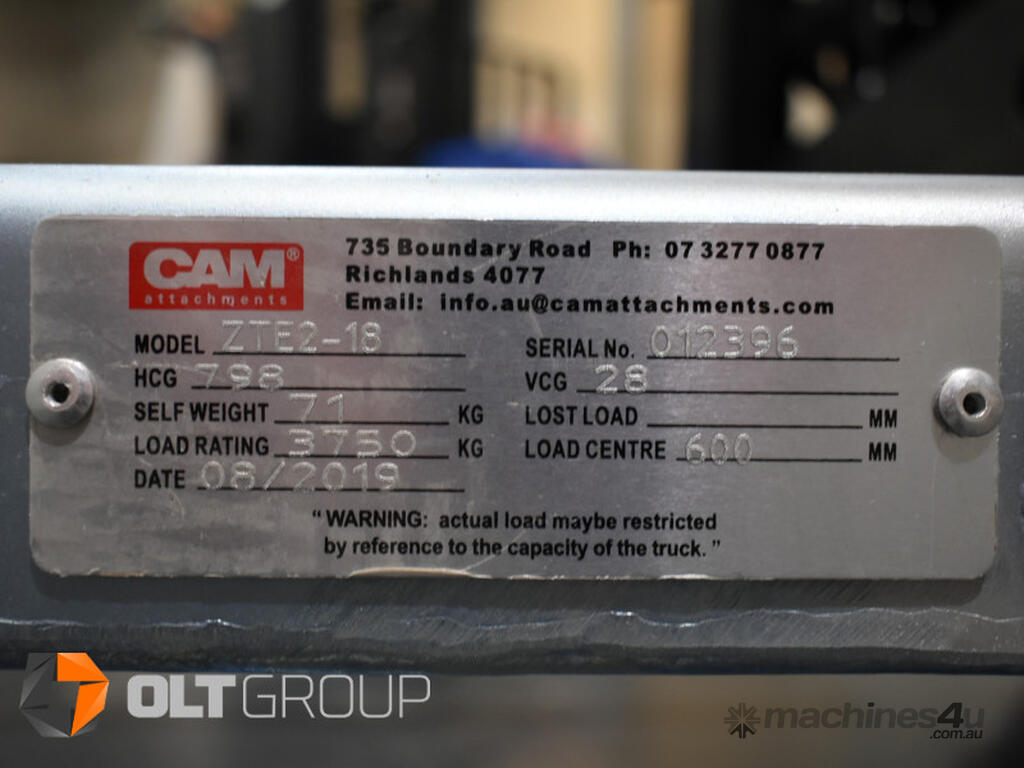 CAM®
attachments
735 Boundary Road Ph: 07 3277 0877
Richlands 4077
Email: info.au@camattachments.com
MODEL ZTE2-18 SERIAL No. 012396
HCG 798 VCG 28
SELF WEIGHT 71 KG LOST LOAD MM
LOAD RATING 3750 KG LOAD CENTRE 600 MM
DATE 08/2019
“ WARNING: actual load maybe restricted
by reference to the capacity of the truck. ”
OLTGROUP
machines4u
.com.au